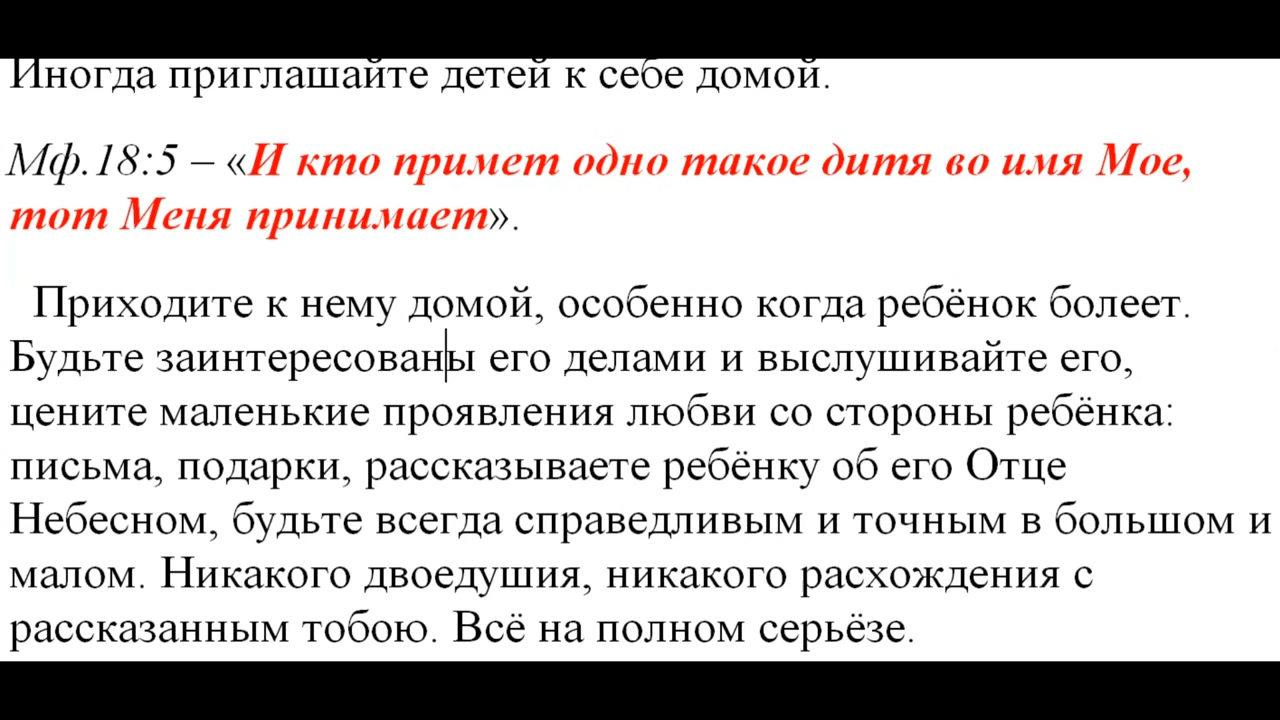 Иногда приглашайте детей к себе домой.
Мф.18:5 – «И кто примет одно такое дитя во имя Мое,
тот Меня принимает».
Приходите к нему домой, особенно когда ребёнок болеет.
Будьте заинтересованы его делами и выслушивайте его,
цените маленькие проявления любви со стороны ребёнка:
письма, подарки, рассказываете ребёнку об его Отце
Небесном, будьте всегда справедливым и точным в большом и
малом. Никакого двоедушия, никакого расхождения с
рассказанным тобою. Всё на полном серьёзе.